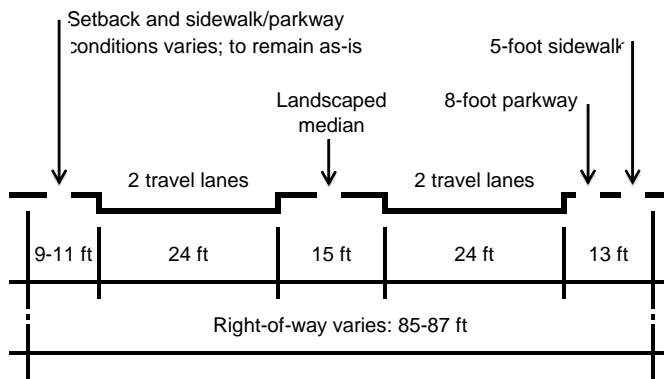 Setback and sidewalk/parkway
conditions varies; to remain as-is
5-foot sidewalk
8-foot parkway
Landscaped
median
2 travel lanes
2 travel lanes
9-11 ft
24 ft
15 ft
24 ft
13 ft
Right-of-way varies: 85-87 ft